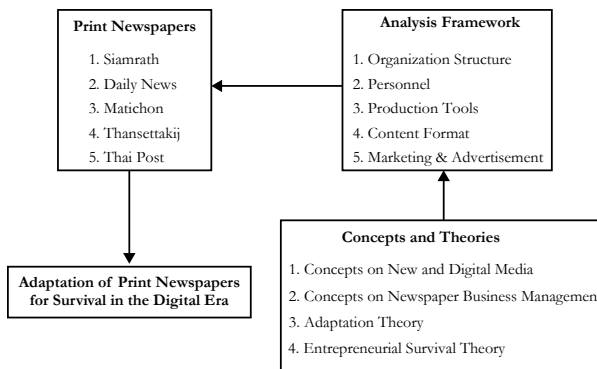 Print Newspapers
1. Siamrath
2. Daily News
3. Matichon
4. Thansettakij
5. Thai Post
Analysis Framework
1. Organization Structure
2. Personnel
3. Production Tools
4. Content Format
5. Marketing & Advertisement
Adaptation of Print Newspapers
for Survival in the Digital Era
Concepts and Theories
1. Concepts on New and Digital Media
2. Concepts on Newspaper Business Management
3. Adaptation Theory
4. Entrepreneurial Survival Theory